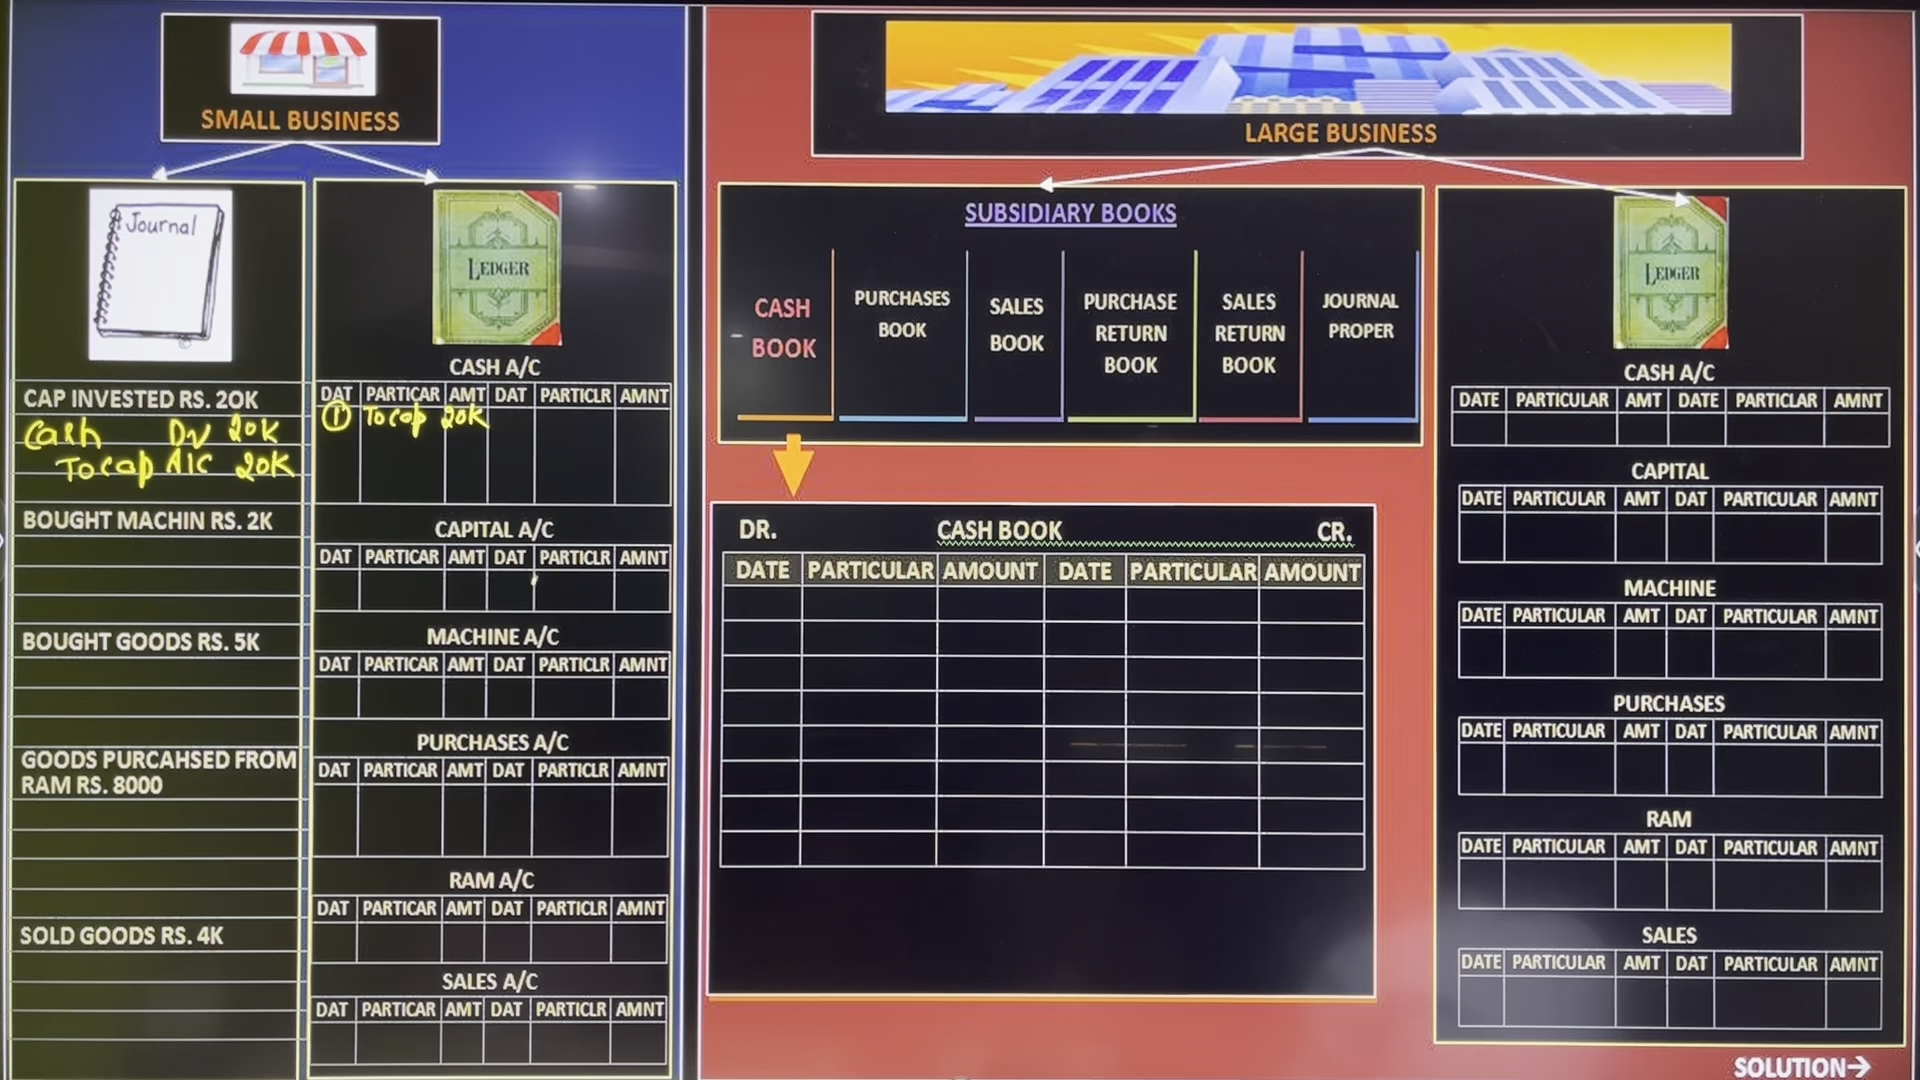 SMALL BUSINESS
Journal
CAP INVESTED RS. 20K
Cash Dr 20K
To cap A/C 20K
BOUGHT MACHIN RS. 2K
BOUGHT GOODS RS. 5K
GOODS PURCAHSED FROM
RAM RS. 8000
SOLD GOODS RS. 4K
LEDGER
CASH A/C
DAT PARTICAR AMT DAT PARTICLR AMNT
① To cap 20K
CAPITAL A/C
DAT PARTICAR AMT DAT PARTICLR AMNT
MACHINE A/C
DAT PARTICAR AMT DAT PARTICLR AMNT
PURCHASES A/C
DAT PARTICAR AMT DAT PARTICLR AMNT
RAM A/C
DAT PARTICAR AMT DAT PARTICLR AMNT
SALES A/C
DAT PARTICAR AMT DAT PARTICLR AMNT
LARGE BUSINESS
SUBSIDIARY BOOKS
CASH
BOOK
PURCHASES
BOOK
SALES
BOOK
PURCHASE
RETURN
BOOK
SALES
RETURN
BOOK
JOURNAL
PROPER
DR. CASH BOOK CR.
DATE PARTICULAR AMOUNT DATE PARTICULAR AMOUNT
LEDGER
CASH A/C
DATE PARTICULAR AMT DATE PARTICLAR AMNT
CAPITAL
DATE PARTICULAR AMT DAT PARTICULAR AMNT
MACHINE
DATE PARTICULAR AMT DAT PARTICULAR AMNT
PURCHASES
DATE PARTICULAR AMT DAT PARTICULAR AMNT
RAM
DATE PARTICULAR AMT DAT PARTICULAR AMNT
SALES
DATE PARTICULAR AMT DAT PARTICULAR AMNT
SOLUTION→